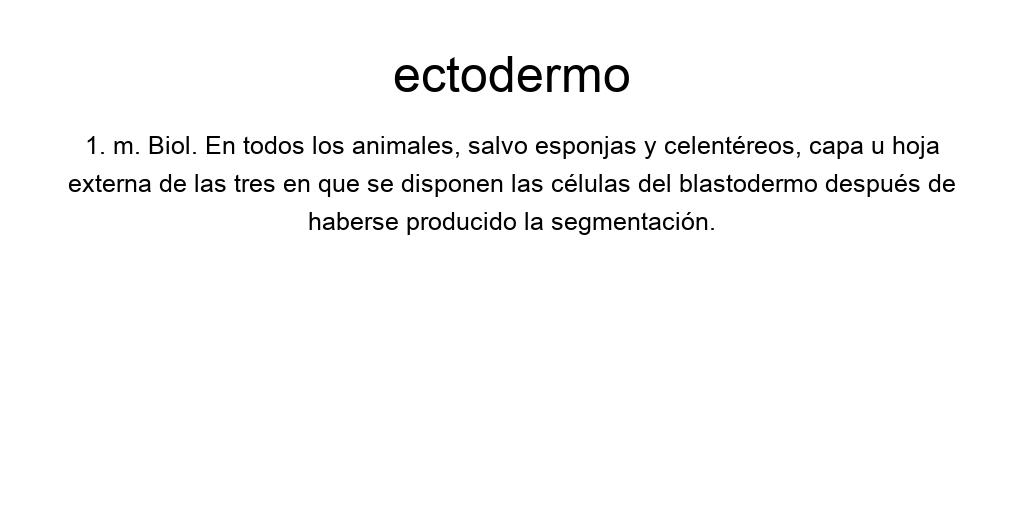 ectodermo
1. m. Biol. En todos los animales, salvo esponjas y celentéreos, capa u hoja
externa de las tres en que se disponen las células del blastodermo después de
haberse producido la segmentación.